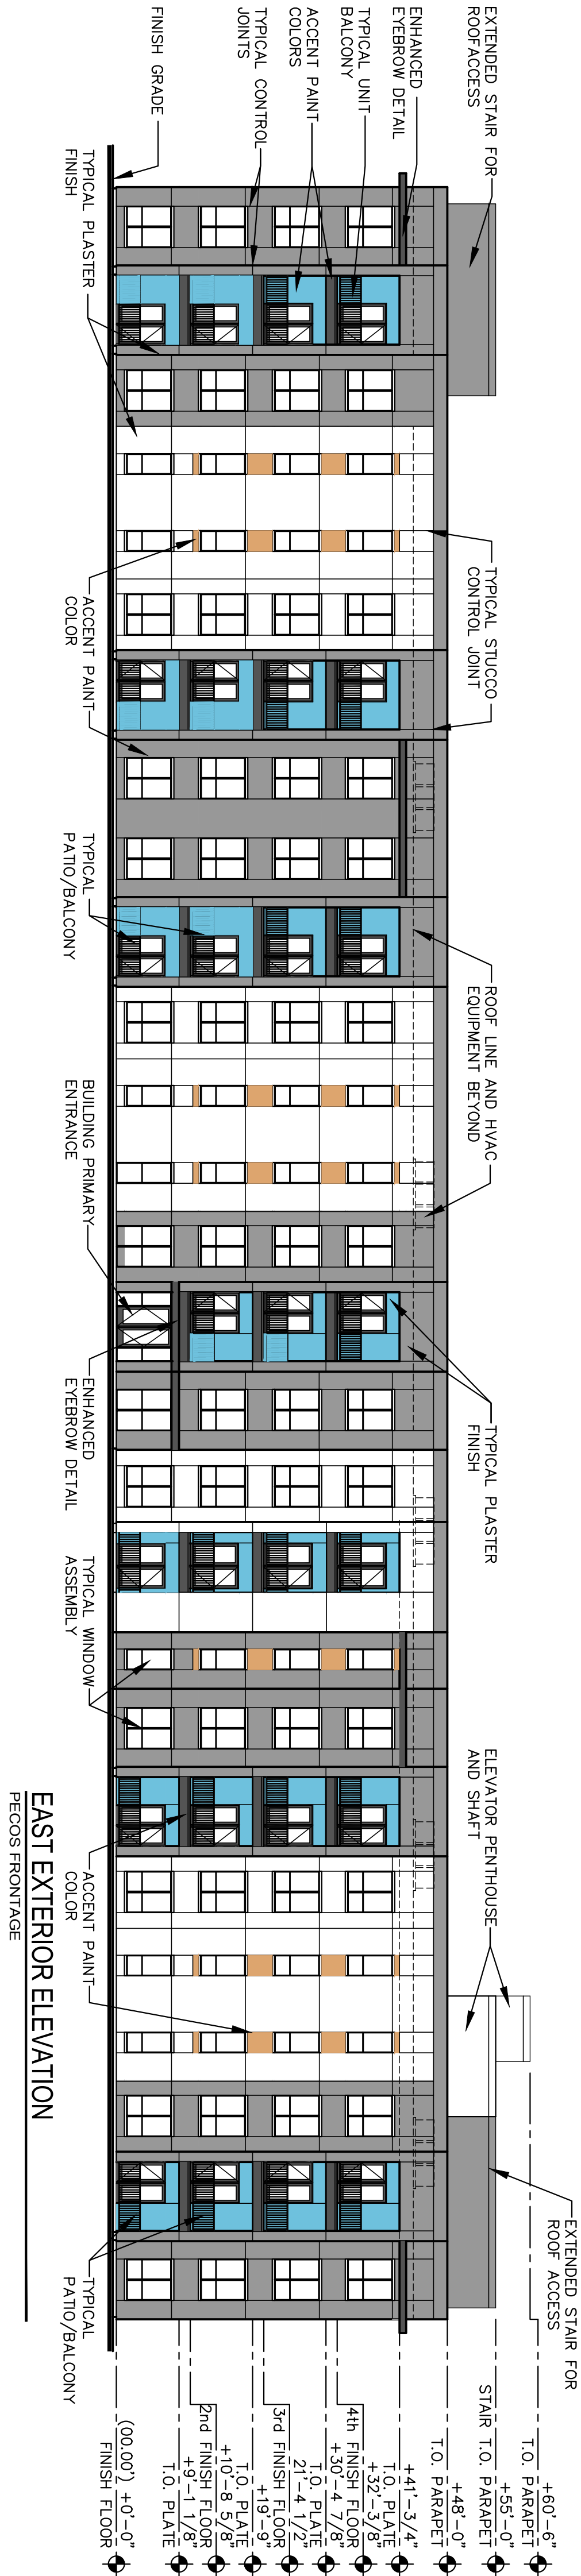 EXTENDED STAIR FOR
ROOFACCESS
ENHANCED
EYEBROW DETAIL
TYPICAL UNIT
BALCONY
ACCENT PAINT
COLORS
TYPICAL CONTROL
JOINTS
FINISH GRADE
TYPICAL PLASTER
FINISH
TYPICAL STUCCO
CONTROL JOINT
ACCENT PAINT
COLOR
TYPICAL
PATIO/BALCONY
ROOF LINE AND HVAC
EQUIPMENT BEYOND
BUILDING PRIMARY
ENTRANCE
TYPICAL PLASTER
FINISH
ENHANCED
EYEBROW DETAIL
TYPICAL WINDOW
ASSEMBLY
ELEVATOR PENTHOUSE
AND SHAFT
ACCENT PAINT
COLOR
EXTENDED STAIR FOR
ROOF ACCESS
TYPICAL
PATIO/BALCONY
+60'-6"
T.O. PARAPET
+55'-0"
STAIR T.O. PARAPET
+48'-0"
T.O. PARAPET
+41'-3/4"
T.O. PLATE
+32'-3/8"
4th FINISH FLOOR
+30'-4 7/8"
T.O. PLATE
21'-4 1/2"
3rd FINISH FLOOR
+19'-9"
T.O. PLATE
+10'-8 5/8"
2nd FINISH FLOOR
+9'-1 1/8"
T.O. PLATE
(00.00') +0'-0"
FINISH FLOOR
EAST EXTERIOR ELEVATION
PECOS FRONTAGE